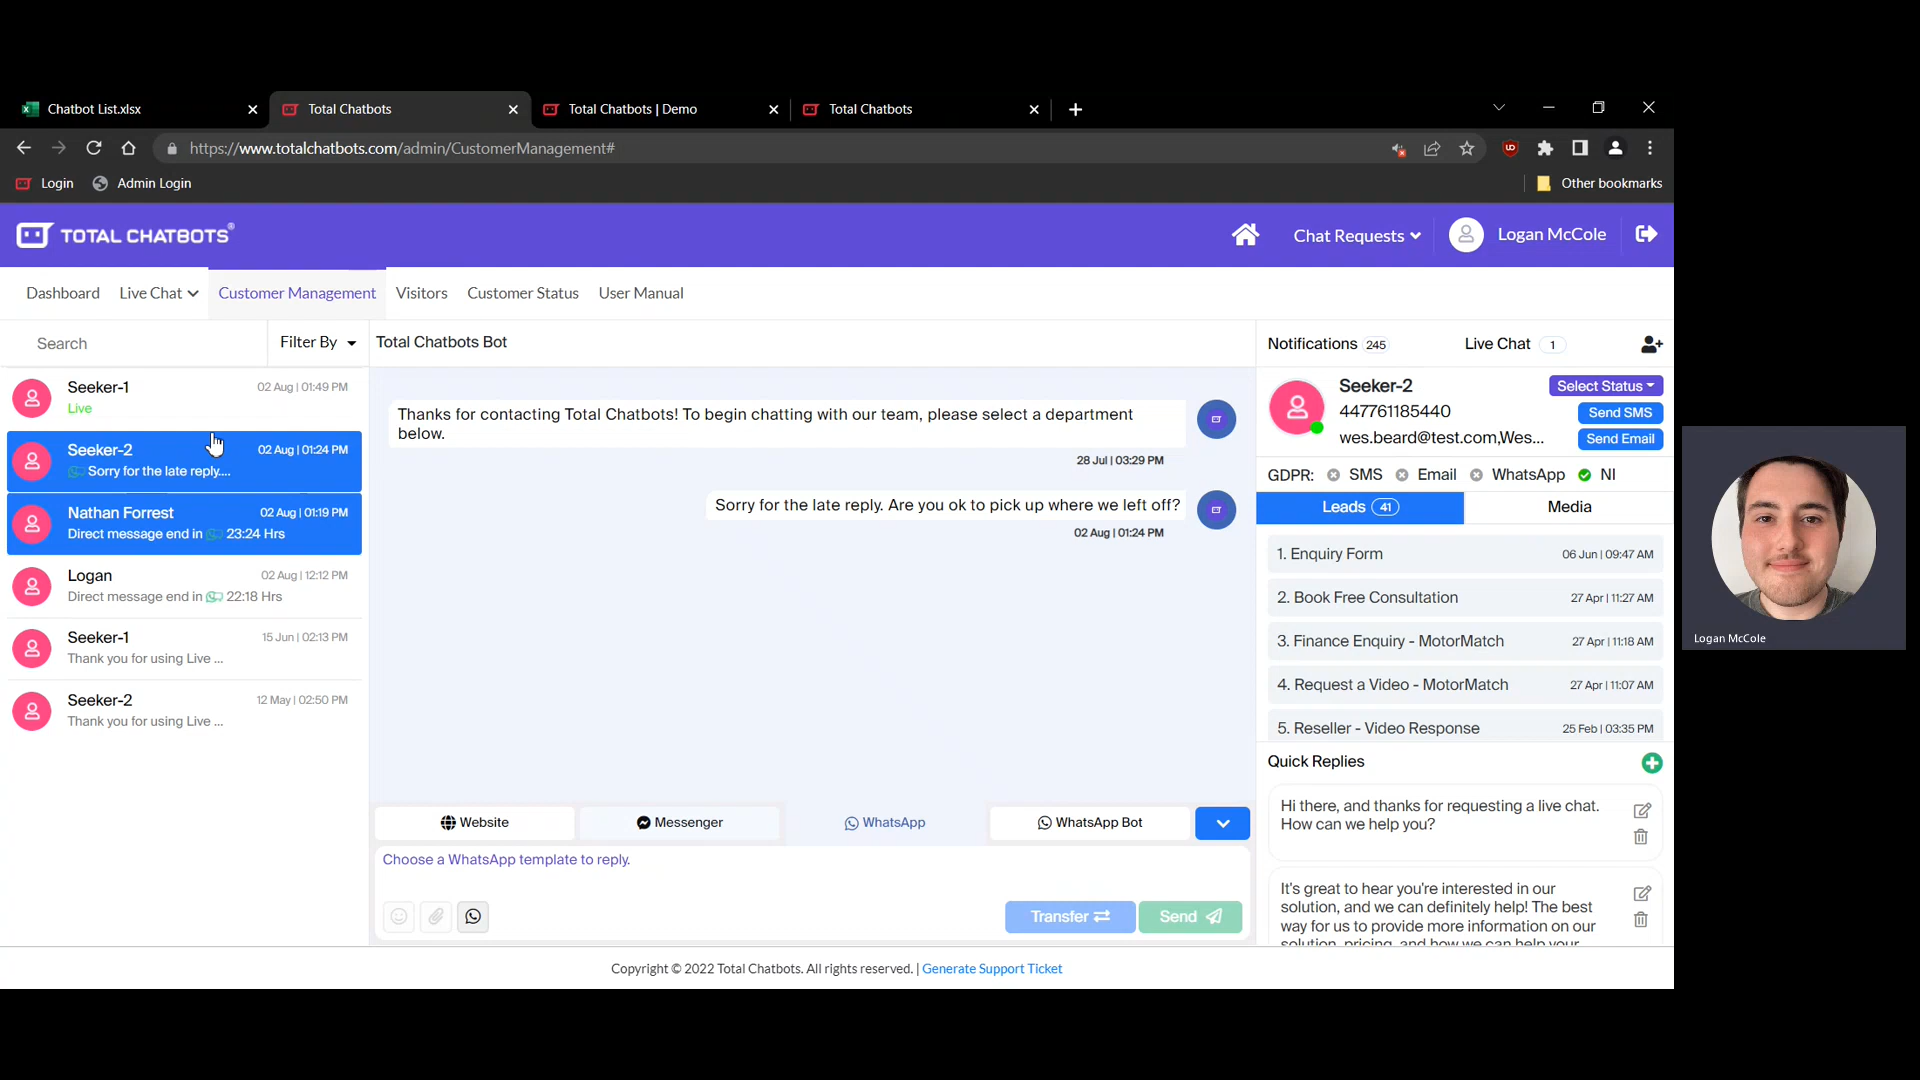 Chatbot List.xlsx
Total Chatbots
Total Chatbots | Demo
Total Chatbots
https://www.totalchatbots.com/admin/CustomerManagement#
Login
Admin Login
Other bookmarks
TOTAL CHATBOTS®
Chat Requests
Logan McCole
Dashboard
Live Chat
Customer Management
Visitors
Customer Status
User Manual
Search
Filter By
Seeker-1
02 Aug | 01:49 PM
Live
Seeker-2
02 Aug | 01:24 PM
Sorry for the late reply....
Nathan Forrest
02 Aug | 01:19 PM
Direct message end in 23:24 Hrs
Logan
02 Aug | 12:12 PM
Direct message end in 22:18 Hrs
Seeker-1
15 Jun | 02:13 PM
Thank you for using Live ...
Seeker-2
12 May | 02:50 PM
Thank you for using Live ...
Total Chatbots Bot
Thanks for contacting Total Chatbots! To begin chatting with our team, please select a department
below.
28 Jul | 03:29 PM
Sorry for the late reply. Are you ok to pick up where we left off?
02 Aug | 01:24 PM
Website
Messenger
WhatsApp
WhatsApp Bot
Choose a WhatsApp template to reply.
Transfer
Send
Notifications 245
Live Chat 1
Seeker-2
Select Status
447761185440
Send SMS
wes.beard@test.com,Wes...
Send Email
GDPR: SMS Email WhatsApp NI
Leads 41
Media
1. Enquiry Form
06 Jun | 09:47 AM
2. Book Free Consultation
27 Apr | 11:27 AM
3. Finance Enquiry - MotorMatch
27 Apr | 11:18 AM
4. Request a Video - MotorMatch
27 Apr | 11:07 AM
5. Reseller - Video Response
25 Feb | 03:35 PM
Quick Replies
Hi there, and thanks for requesting a live chat.
How can we help you?
It's great to hear you're interested in our
solution, and we can definitely help! The best
way for us to provide more information on our
solution, pricing, and how we can help your
Copyright © 2022 Total Chatbots. All rights reserved. | Generate Support Ticket
Logan McCole